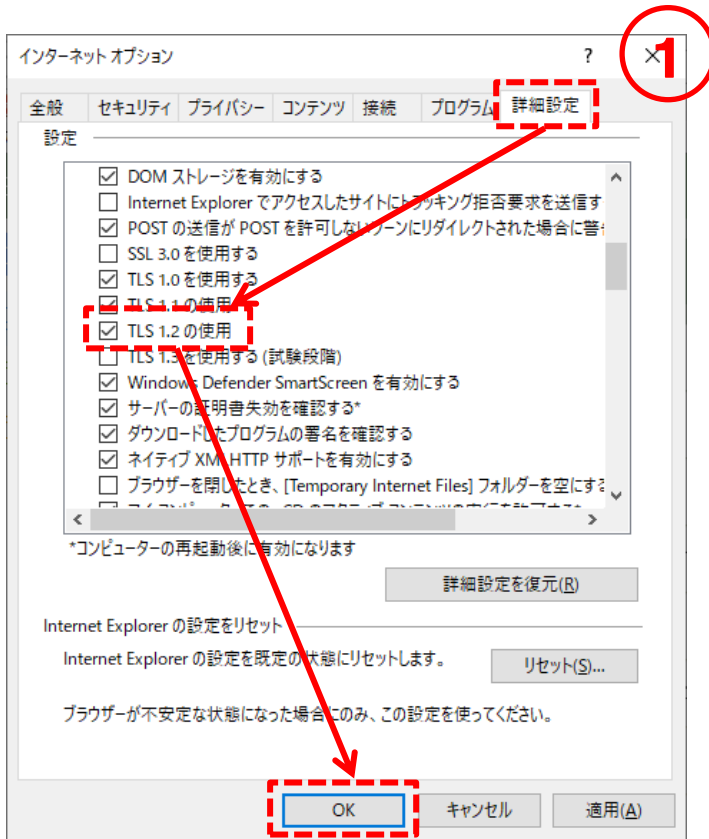 1
インターネット オプション ? ×
全般 セキュリティ プライバシー コンテンツ 接続 プログラム 詳細設定
設定
DOM ストレージを有効にする
Internet Explorer でアクセスしたサイトにトラッキング拒否要求を送信す
POST の送信が POST を許可しないゾーンにリダイレクトされた場合に警
SSL 3.0 を使用する
TLS 1.0 を使用する
TLS 1.1 の使用
TLS 1.2 の使用
TLS 1.3 を使用する (試験段階)
Windows Defender SmartScreen を有効にする
サーバーの証明書失効を確認する*
ダウンロードしたプログラムの署名を確認する
ネイティブ XMLHTTP サポートを有効にする
ブラウザーを閉じたとき、[Temporary Internet Files] フォルダーを空にする
*コンピューターの再起動後に有効になります
詳細設定を復元(R)
Internet Explorer の設定をリセット
Internet Explorer の設定を既定の状態にリセットします。
リセット(S)...
ブラウザーが不安定な状態になった場合にのみ、この設定を使ってください。
OK キャンセル 適用(A)